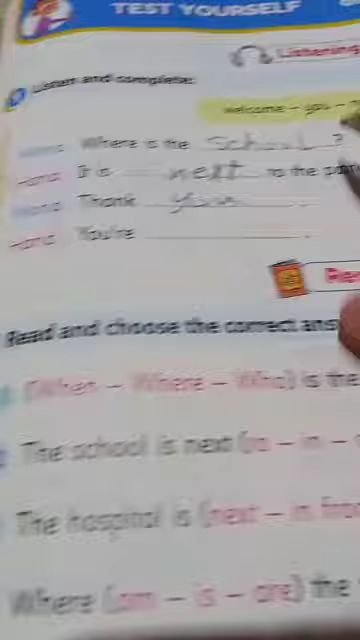 TEST YOURSELF
Listening
Listen and complete:
welcome – you –
Where is the School ?
Hana It is next to the
Thank you .
Hana You're .
Read and choose the correct
(When – Where – Who) is the
The school is next (to – in –
The hospital is (next – in
Where (am – is – are) the